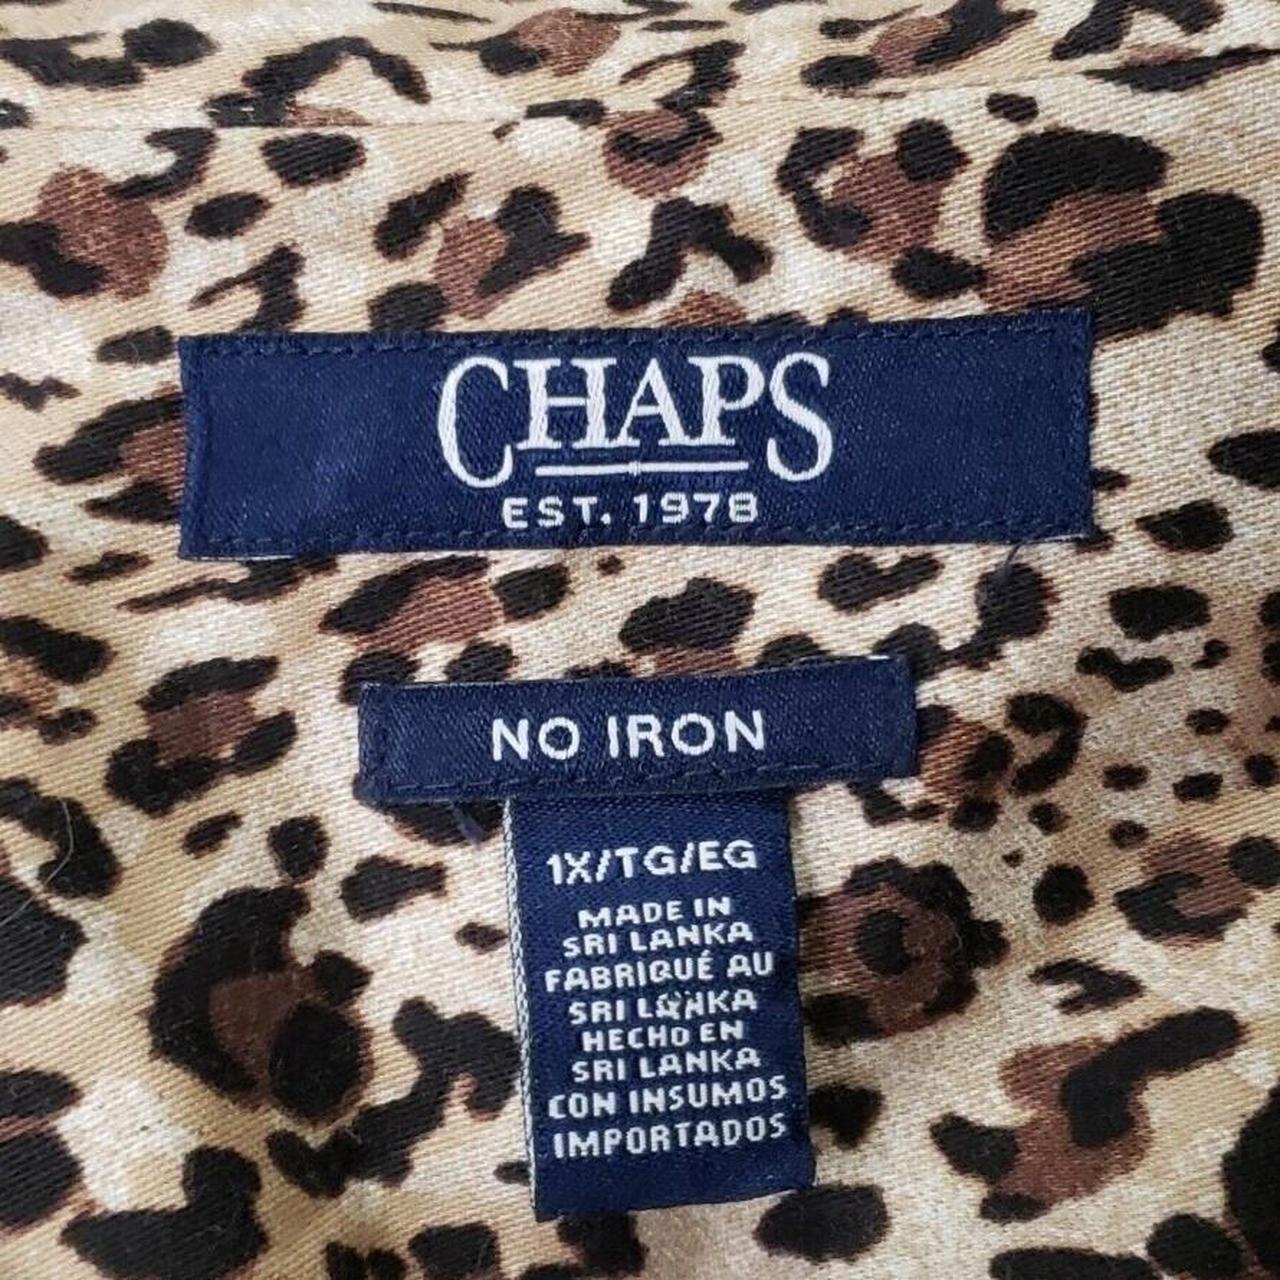 CHAPS
EST. 1978
NO IRON
1X/TG/EG
MADE IN
SRI LANKA
FABRIQUÉ AU
SRI LANKA
HECHO EN
SRI LANKA
CON INSUMOS
IMPORTADOS